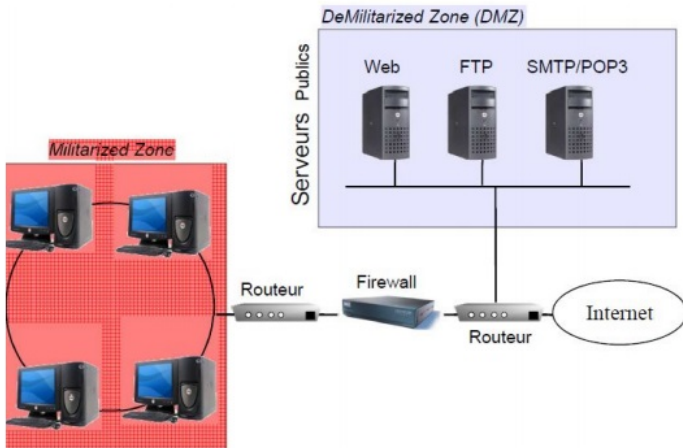 DeMilitarized Zone (DMZ)
Serveurs Publics
Web
FTP
SMTP/POP3
Militarized Zone
Routeur
Firewall
Routeur
Internet